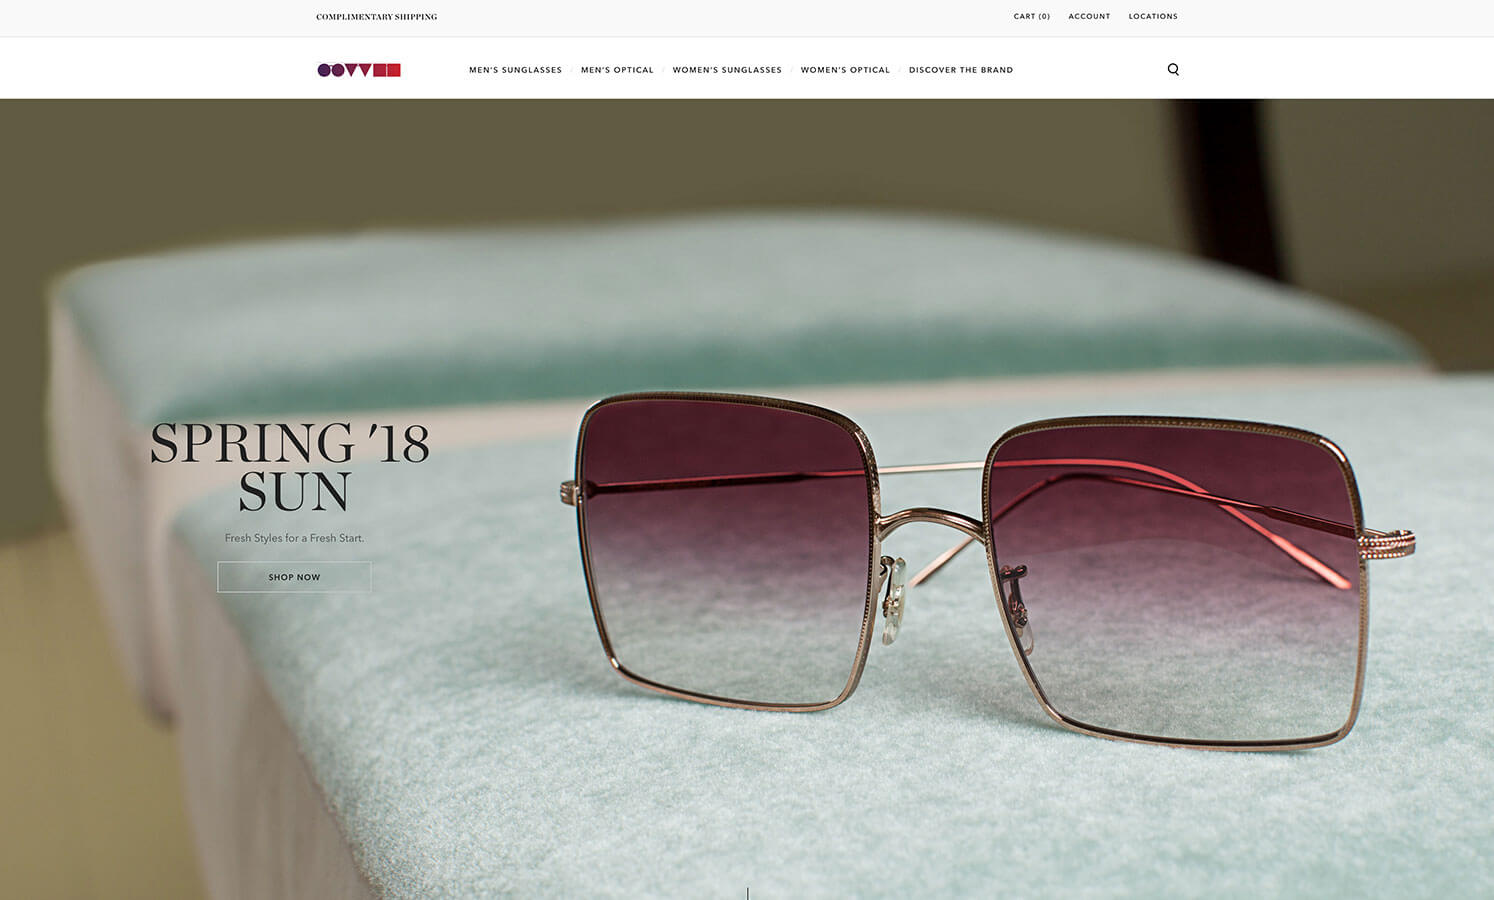 COMPLIMENTARY SHIPPING
CART (0) ACCOUNT LOCATIONS
MEN'S SUNGLASSES / MEN'S OPTICAL / WOMEN'S SUNGLASSES / WOMEN'S OPTICAL / DISCOVER THE BRAND
SPRING '18
SUN
Fresh Styles for a Fresh Start.
SHOP NOW